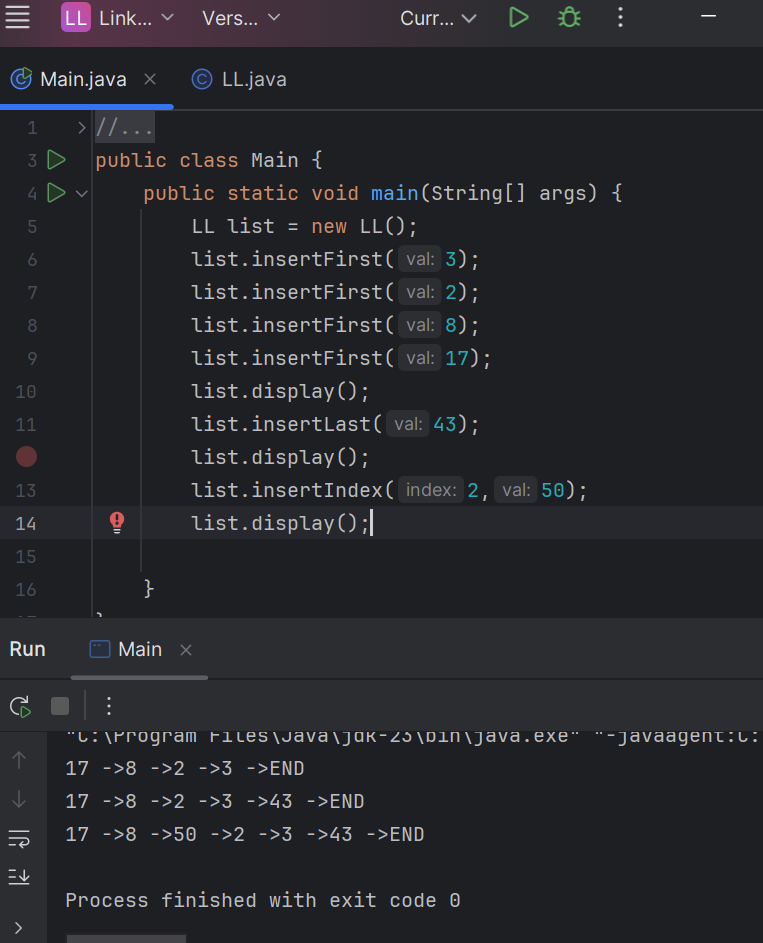 LL Link... Vers... Curr...
Main.java LL.java
1 //...
3 public class Main {
4 public static void main(String[] args) {
5 LL list = new LL();
6 list.insertFirst( val: 3);
7 list.insertFirst( val: 2);
8 list.insertFirst( val: 8);
9 list.insertFirst( val: 17);
10 list.display();
11 list.insertLast( val: 43);
list.display();
13 list.insertIndex( index: 2, val: 50);
14 list.display();
15
16 }
Run Main
"C:\Program Files\Java\jdk-23\bin\java.exe" "-javaagent:C:
17 ->8 ->2 ->3 ->END
17 ->8 ->2 ->3 ->43 ->END
17 ->8 ->50 ->2 ->3 ->43 ->END
Process finished with exit code 0